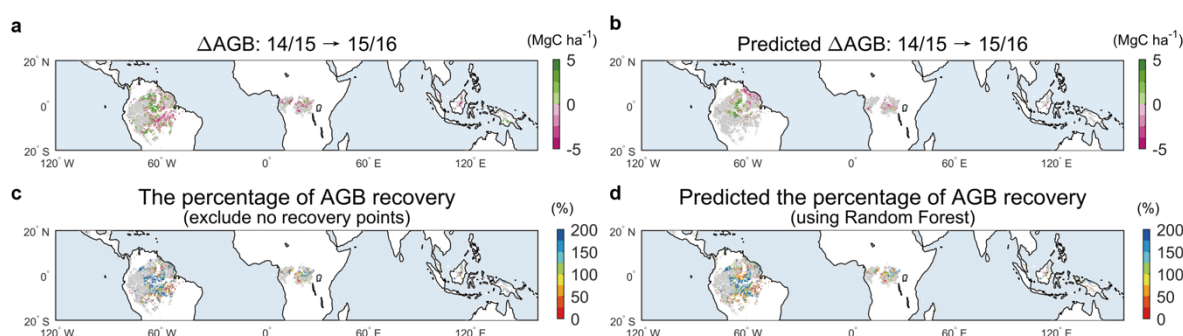 a
ΔAGB: 14/15 → 15/16
(MgC ha⁻¹)
20° N
0°
20° S
120° W
60° W
0°
60° E
120 E
5
0
-5
b
Predicted ΔAGB: 14/15 → 15/16
(MgC ha⁻¹)
20° N
0°
20° S
120° W
60° W
0°
60° E
120 E
5
0
-5
c
The percentage of AGB recovery
(exclude no recovery points)
(%)
20° N
0°
20° S
120° W
60° W
0°
60° E
120 E
200
150
100
50
0
d
Predicted the percentage of AGB recovery
(using Random Forest)
(%)
20° N
0°
20° S
120° W
60° W
0°
60° E
120 E
200
150
100
50
0